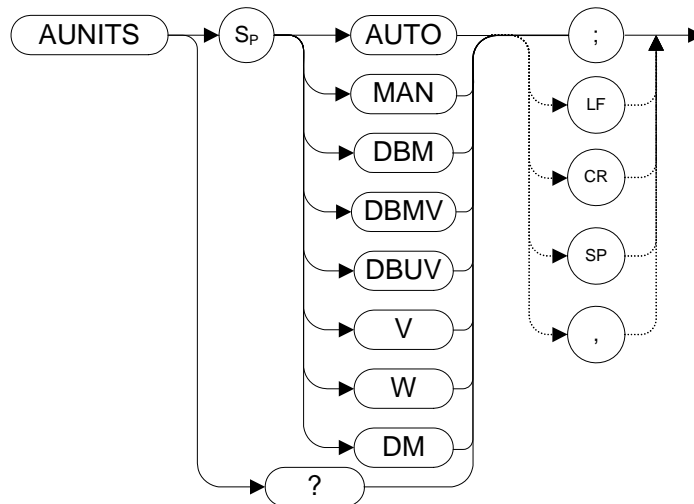 AUNITS SP AUTO ;
MAN LF
DBM
CR
DBMV
SP
DBUV
V ,
W
DM
?